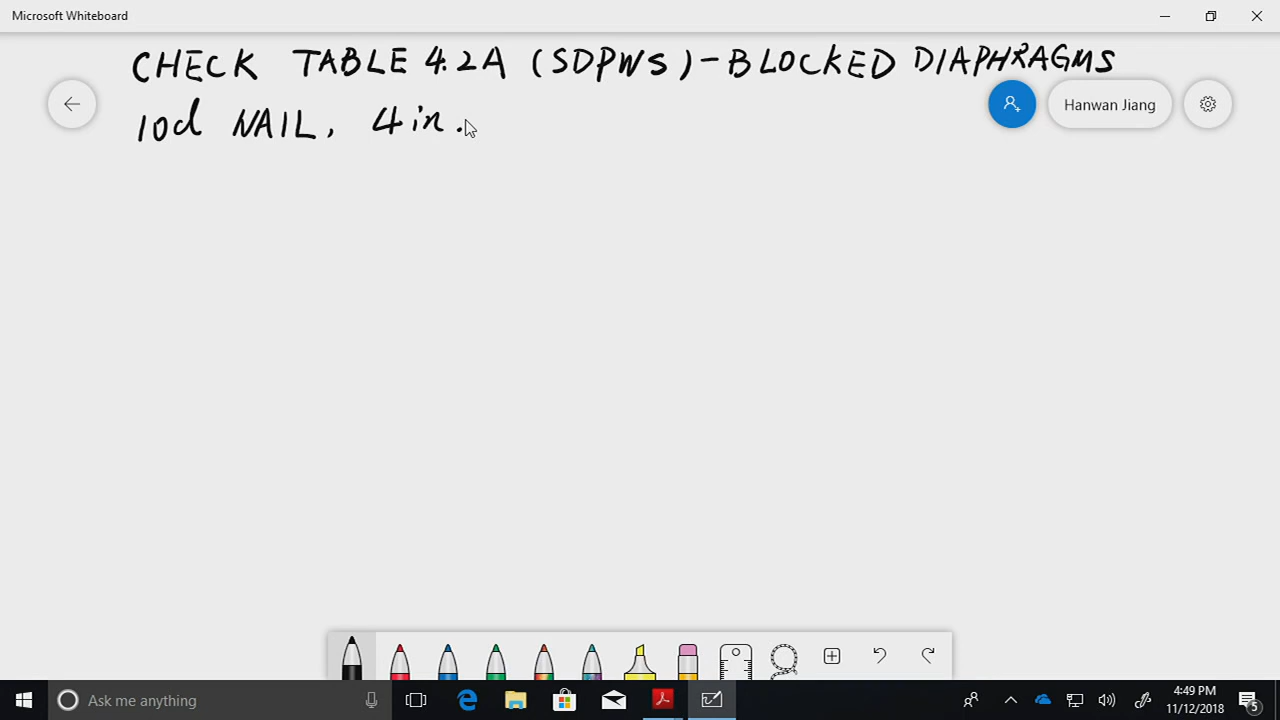 Microsoft Whiteboard
CHECK TABLE 4.2A (SDPWS)-BLOCKED DIAPHRAGMS
Hanwan Jiang
10d NAIL, 4in.
Ask me anything
4:49 PM
11/12/2018
5